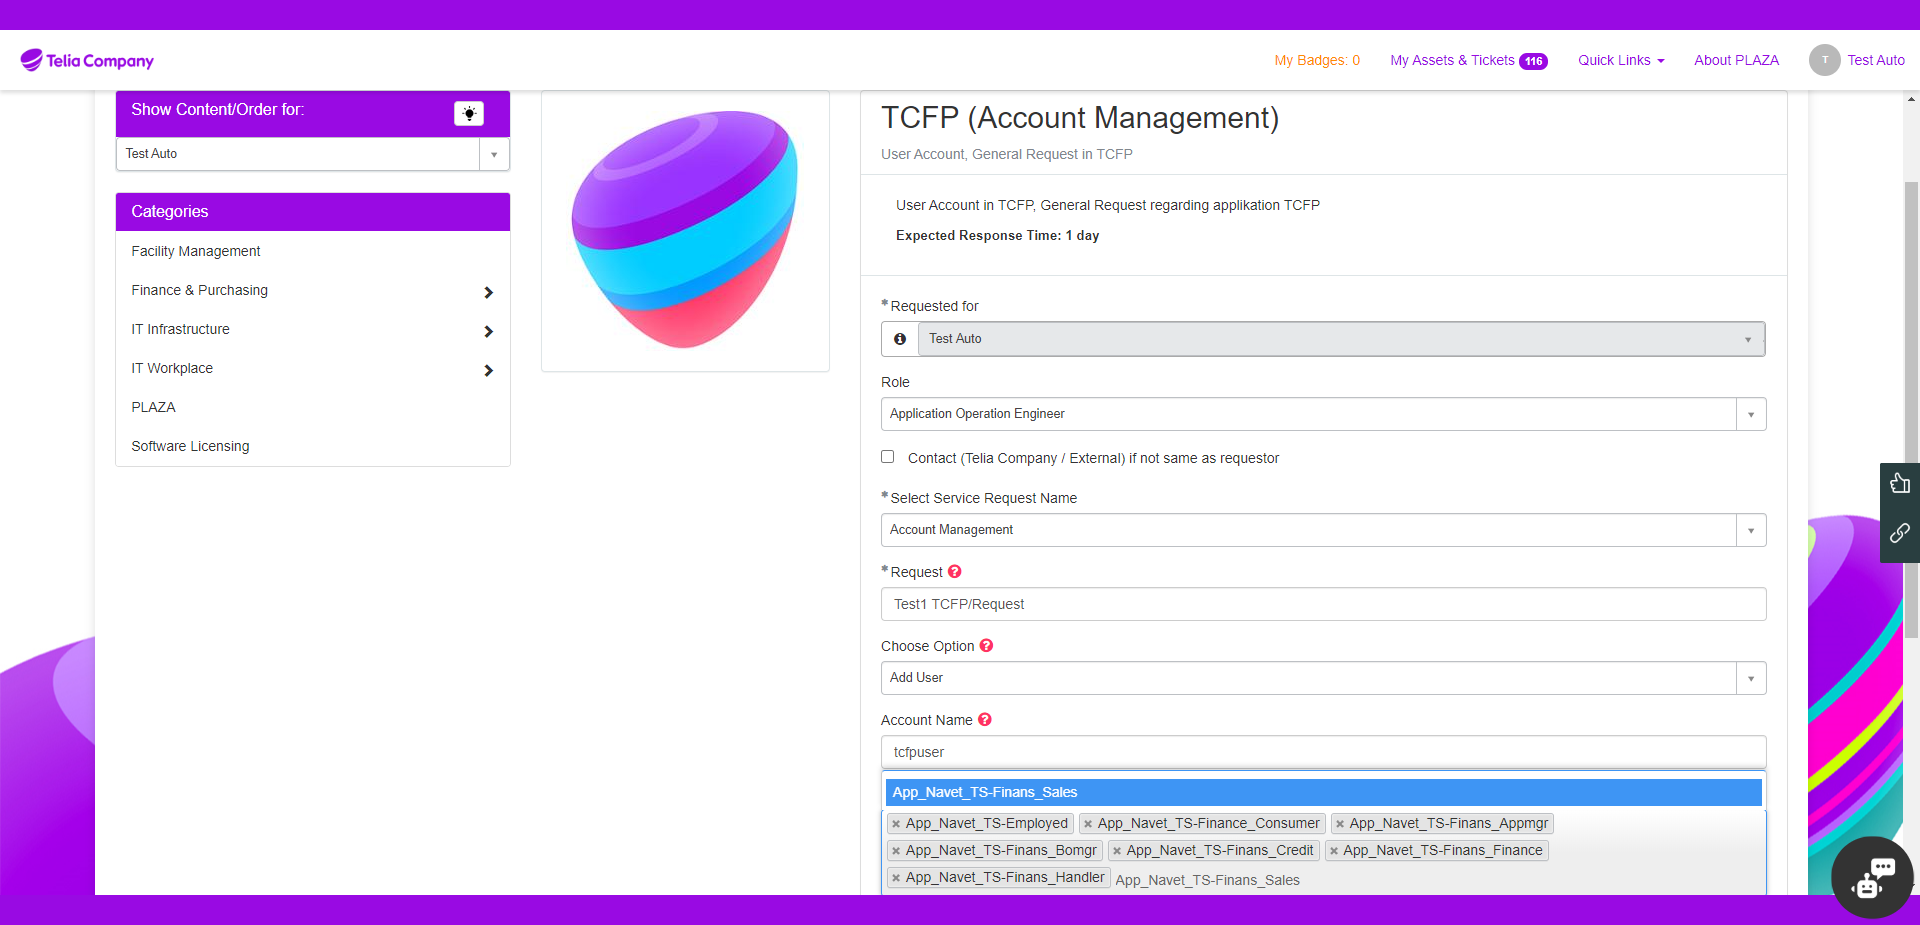 Telia Company
My Badges: 0
My Assets & Tickets 116
Quick Links
About PLAZA
T
Test Auto
Show Content/Order for:
Test Auto
Categories
Facility Management
Finance & Purchasing
IT Infrastructure
IT Workplace
PLAZA
Software Licensing
TCFP (Account Management)
User Account, General Request in TCFP
User Account in TCFP, General Request regarding applikation TCFP
Expected Response Time: 1 day
* Requested for
Test Auto
Role
Application Operation Engineer
Contact (Telia Company / External) if not same as requestor
* Select Service Request Name
Account Management
* Request ?
Test1 TCFP/Request
Choose Option ?
Add User
Account Name ?
tcfpuser
App_Navet_TS-Finans_Sales
× App_Navet_TS-Employed × App_Navet_TS-Finance_Consumer × App_Navet_TS-Finans_Appmgr
× App_Navet_TS-Finans_Bomgr × App_Navet_TS-Finans_Credit × App_Navet_TS-Finans_Finance
× App_Navet_TS-Finans_Handler App_Navet_TS-Finans_Sales